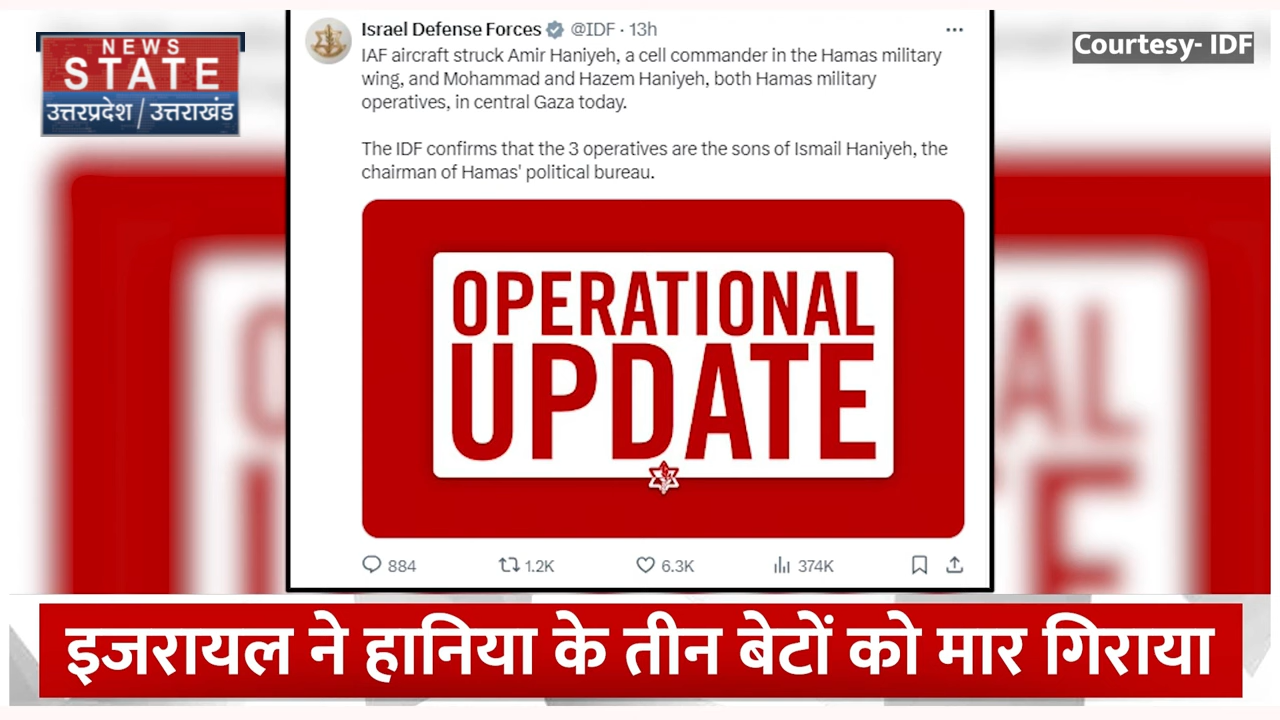 NEWS
STATE
उत्तरप्रदेश / उत्तराखंड
Israel Defense Forces @IDF · 13h
Courtesy- IDF
IAF aircraft struck Amir Haniyeh, a cell commander in the Hamas military
wing, and Mohammad and Hazem Haniyeh, both Hamas military
operatives, in central Gaza today.
The IDF confirms that the 3 operatives are the sons of Ismail Haniyeh, the
chairman of Hamas' political bureau.
OPERATIONAL
UPDATE
884 1.2K 6.3K 374K
इजरायल ने हानिया के तीन बेटों को मार गिराया